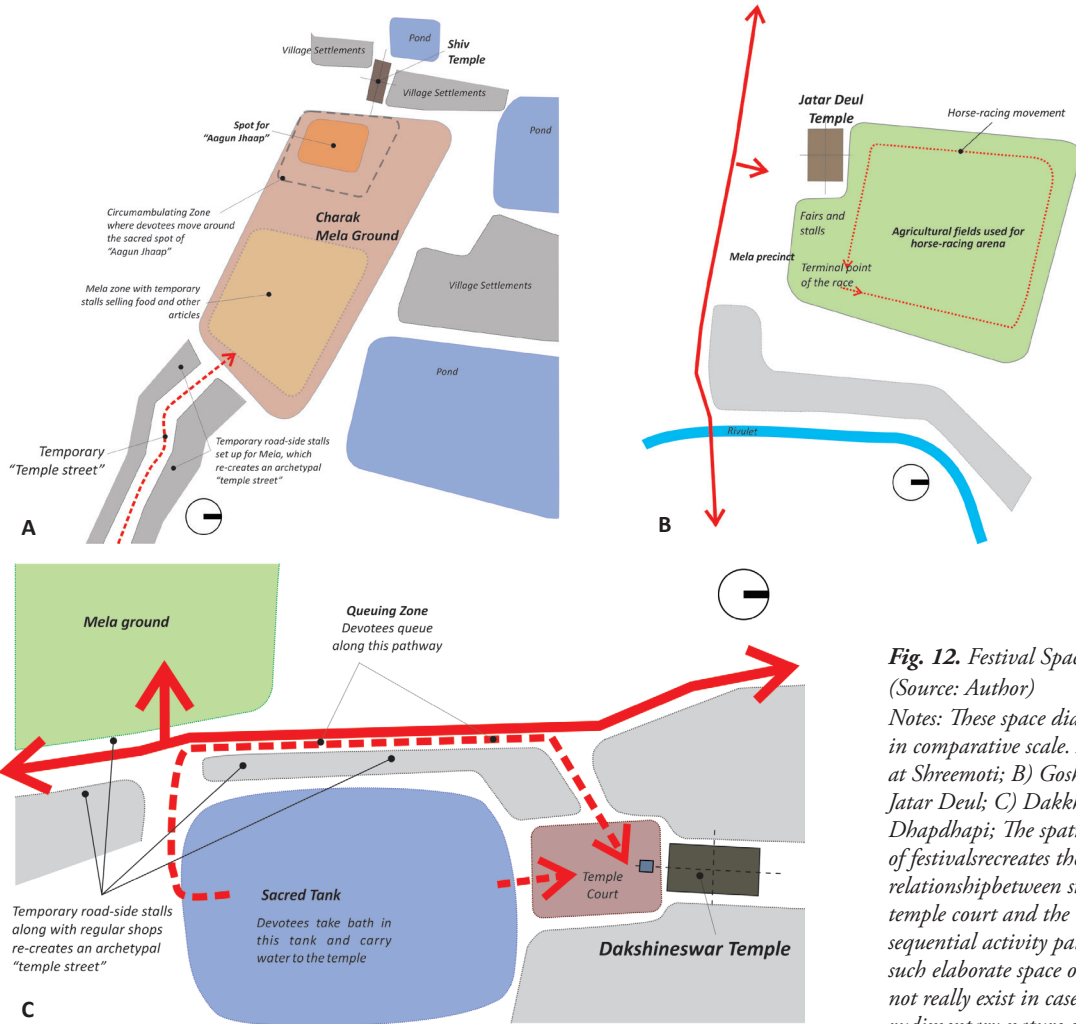 Pond
Village Settlements
Shiv
Temple
Village Settlements
Spot for
"Aagun Jhaap"
Pond
Circumambulating Zone
where devotees move around
the sacred spot of
"Aagun Jhaap"
Charak
Mela Ground
Mela zone with temporary
stalls selling food and other
articles
Village Settlements
Pond
Temporary
"Temple street"
Temporary road-side stalls
set up for Mela, which
re-creates an archetypal
"temple street"
A
Jatar Deul
Temple
Horse-racing movement
Fairs and
stalls
Agricultural fields used for
horse-racing arena
Mela precinct
Terminal point
of the race
Rivulet
B
Mela ground
Queuing Zone
Devotees queue
along this pathway
Temple
Court
Sacred Tank
Devotees take bath in
this tank and carry
water to the temple
Dakshineswar Temple
Temporary road-side stalls
along with regular shops
re-creates an archetypal
"temple street"
C
Fig. 12. Festival Spac
(Source: Author)
Notes: These space dia
in comparative scale.
at Shreemoti; B) Gosh
Jatar Deul; C) Dakkh
Dhapdhapi; The spati
of festivalsrecreates the
relationshipbetween s
temple court and the
sequential activity pa
such elaborate space o
not really exist in case